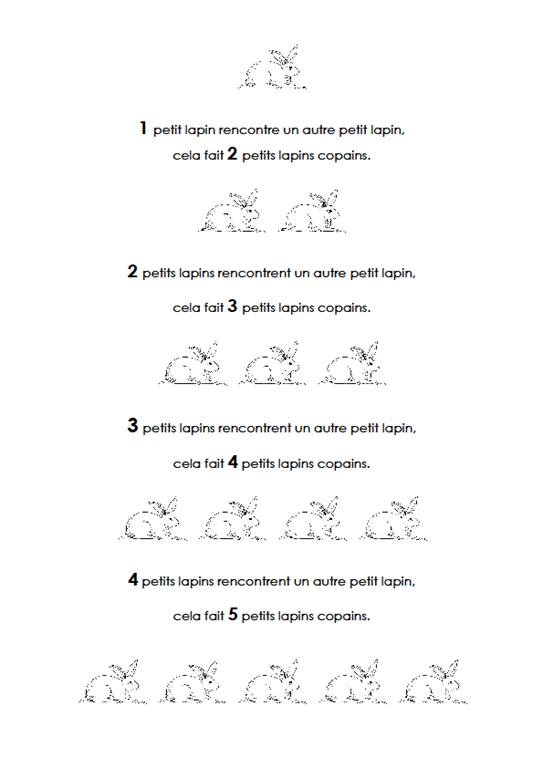 1 petit lapin rencontre un autre petit lapin,
cela fait 2 petits lapins copains.
2 petits lapins rencontrent un autre petit lapin,
cela fait 3 petits lapins copains.
3 petits lapins rencontrent un autre petit lapin,
cela fait 4 petits lapins copains.
4 petits lapins rencontrent un autre petit lapin,
cela fait 5 petits lapins copains.